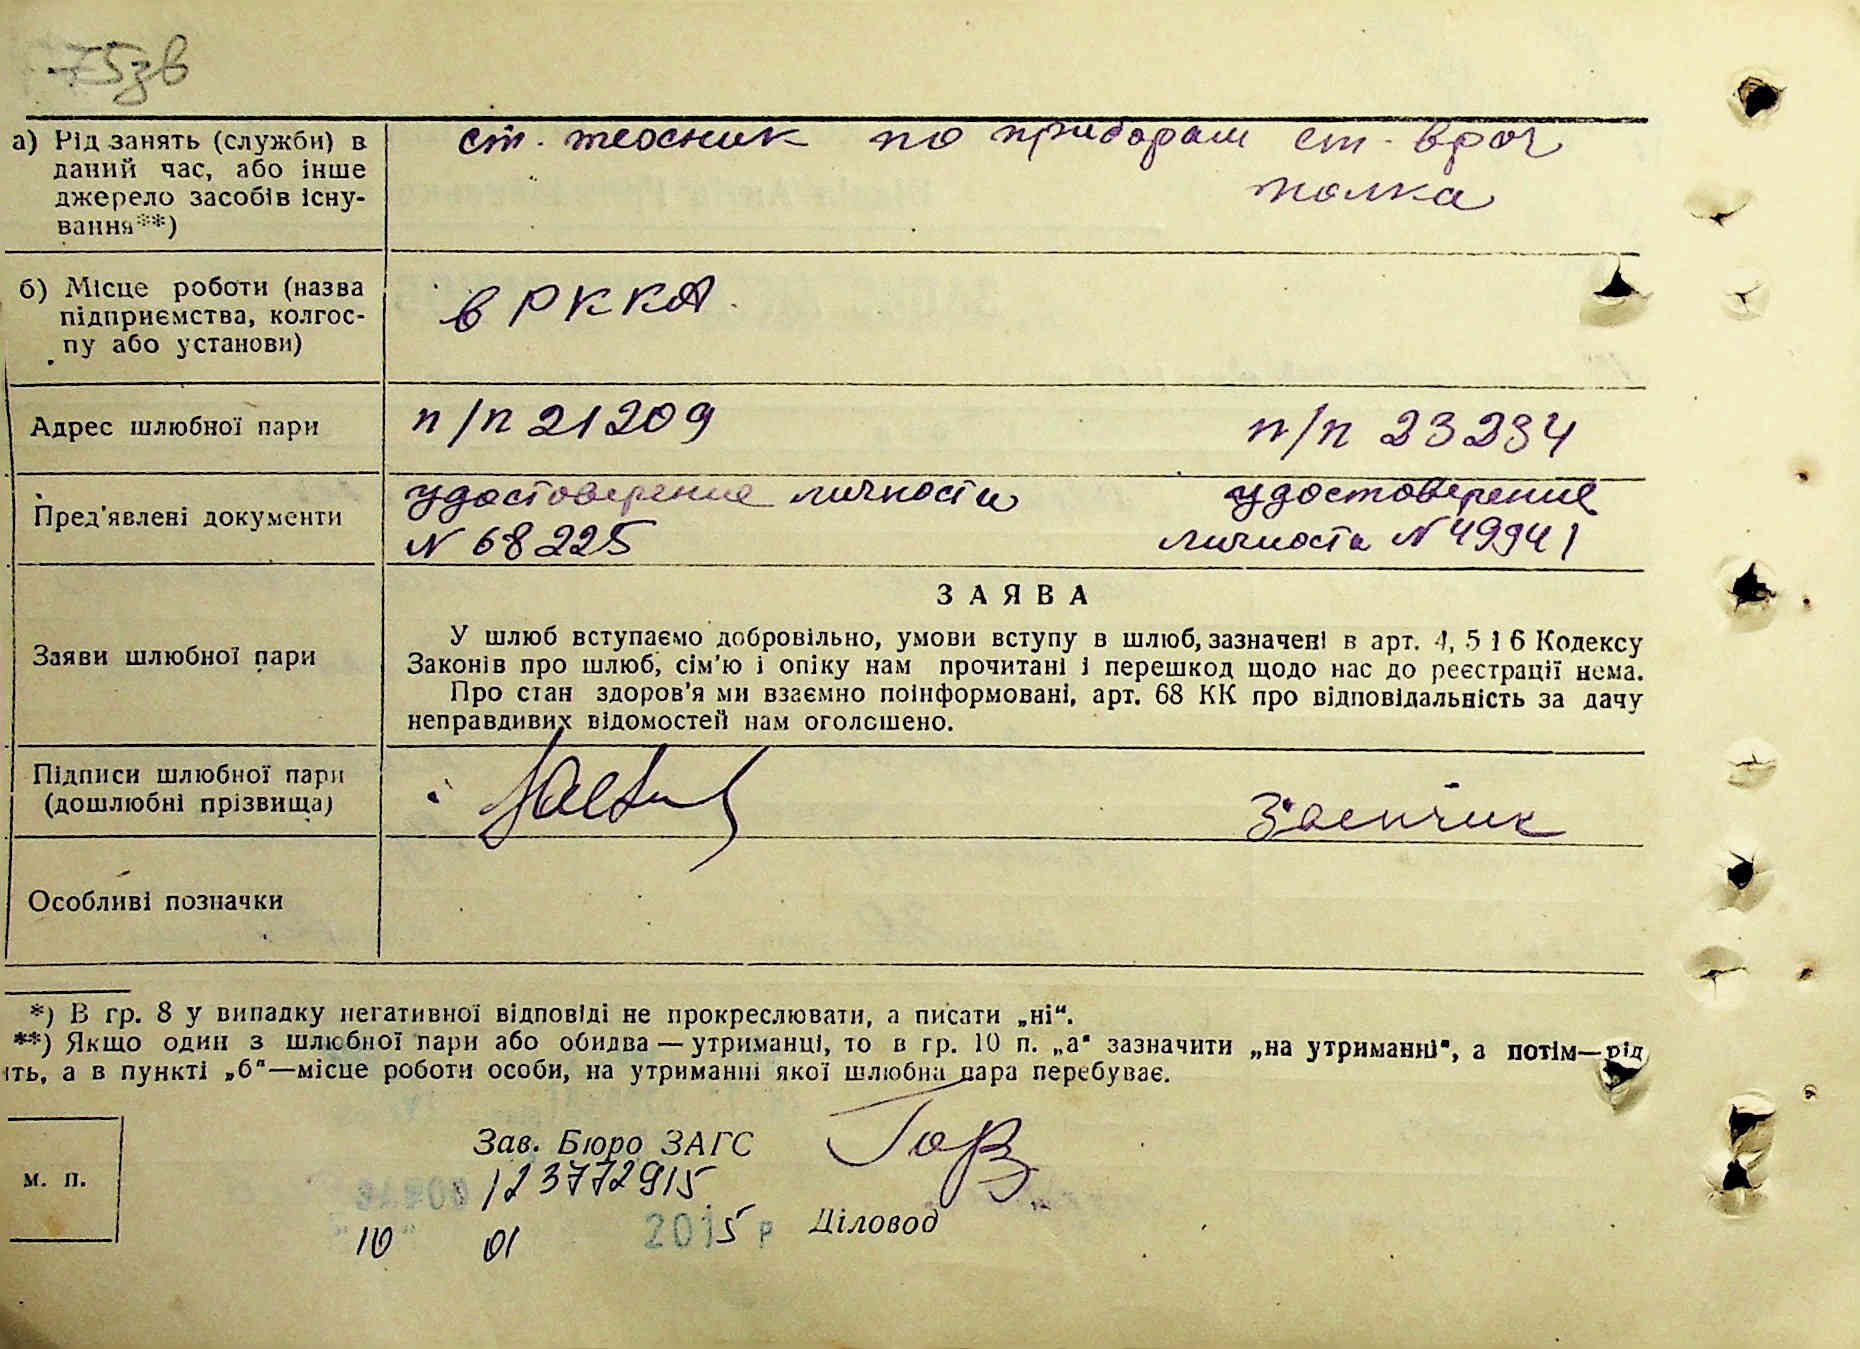 75зв
а) Рід занять (служби) в
даний час, або інше
джерело засобів існу-
вання**)
ст. по приборам ст. врач
полка
б) Місце роботи (назва
підприємства, колгос-
пу або установи)
в РККА
Адрес шлюбної пари
п/п 21209 п/п 23234
Пред'явлені документи
удостоверение личности удостоверение
N 68225 личности N 49941
Заяви шлюбної пари
ЗАЯВА
У шлюб вступаємо добровільно, умови вступу в шлюб, зазначені в арт. 4, 5 і 6 Кодексу
Законів про шлюб, сім'ю і опіку нам прочитані і перешкод щодо нас до реєстрації нема.
Про стан здоров'я ми взаємно поінформовані, арт. 68 КК про відповідальність за дачу
неправдивих відомостей нам оголошено.
Підписи шлюбної пари
(дошлюбні прізвища)
Заенчик
Особливі позначки
*) В гр. 8 у випадку негативної відповіді не прокреслювати, а писати „ні“.
**) Якщо один з шлюбної пари або обидва — утриманці, то в гр. 10 п. „а“ зазначити „на утриманні“, а потім—рід
ть, а в пункті „б“—місце роботи особи, на утриманні якої шлюбна пара перебуває.
Зав. Бюро ЗАГС
123772915
м. п.
10 01 2015 р
Діловод